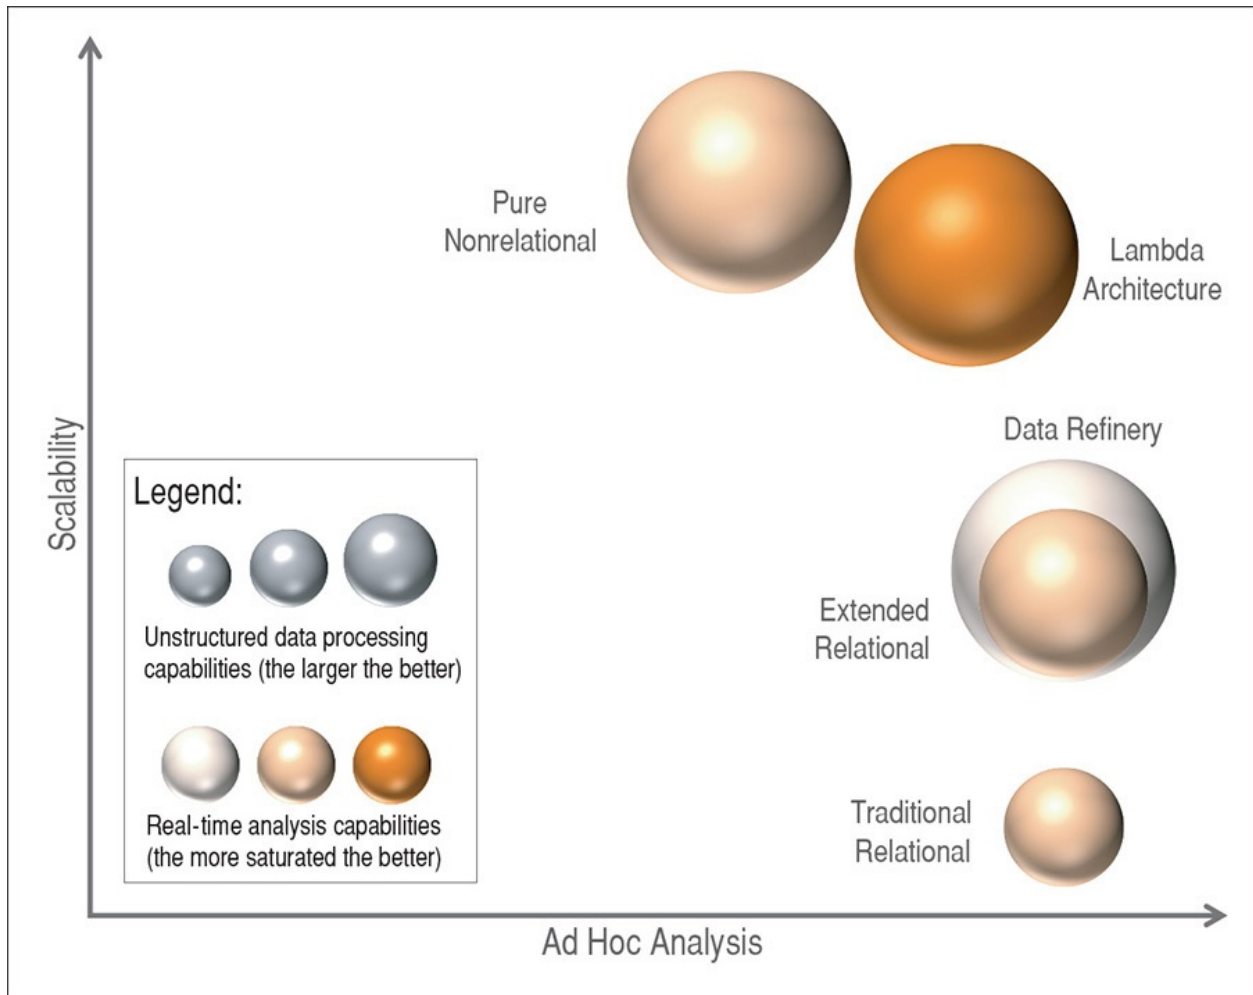 Pure
Nonrelational
Lambda
Architecture
Scalability
Data Refinery
Legend:
Unstructured data processing
capabilities (the larger the better)
Extended
Relational
Real-time analysis capabilities
(the more saturated the better)
Traditional
Relational
Ad Hoc Analysis